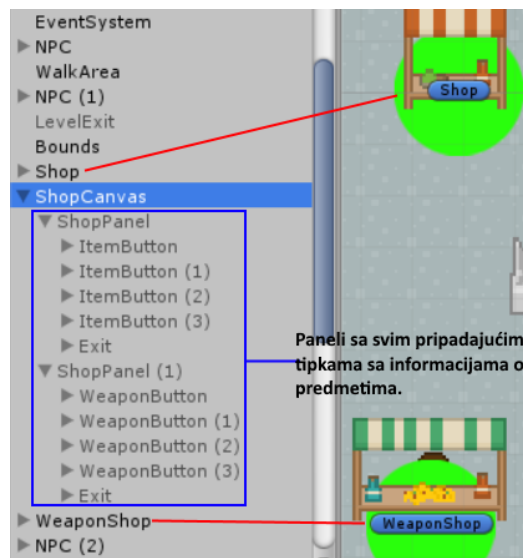 EventSystem
NPC
WalkArea
NPC (1)
LevelExit
Bounds
Shop
ShopCanvas
ShopPanel
ItemButton
ItemButton (1)
ItemButton (2)
ItemButton (3)
Exit
ShopPanel (1)
WeaponButton
WeaponButton (1)
WeaponButton (2)
WeaponButton (3)
Exit
WeaponShop
NPC (2)
Shop
Paneli sa svim pripadajućim
tipkama sa informacijama o
predmetima.
WeaponShop